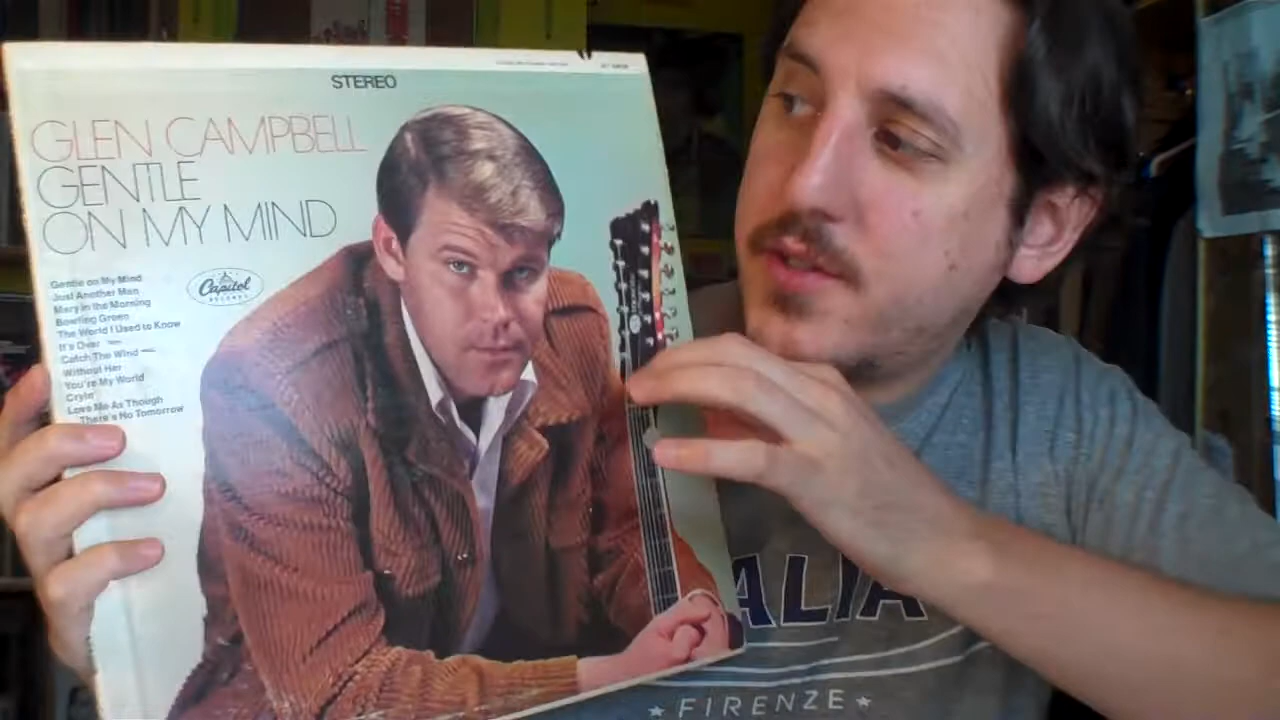 STEREO
GLEN CAMPBELL
GENTLE
ON MY MIND
Gentle on My Mind
Just Another Man
Mary in the Morning
Bowling Green
The World I Used to Know
It's Over
Catch The Wind
Without Her
You're My World
Cryin'
Love Me As Though
There's No Tomorrow
Capitol
RECORDS
ALIA
★ FIRENZE ★